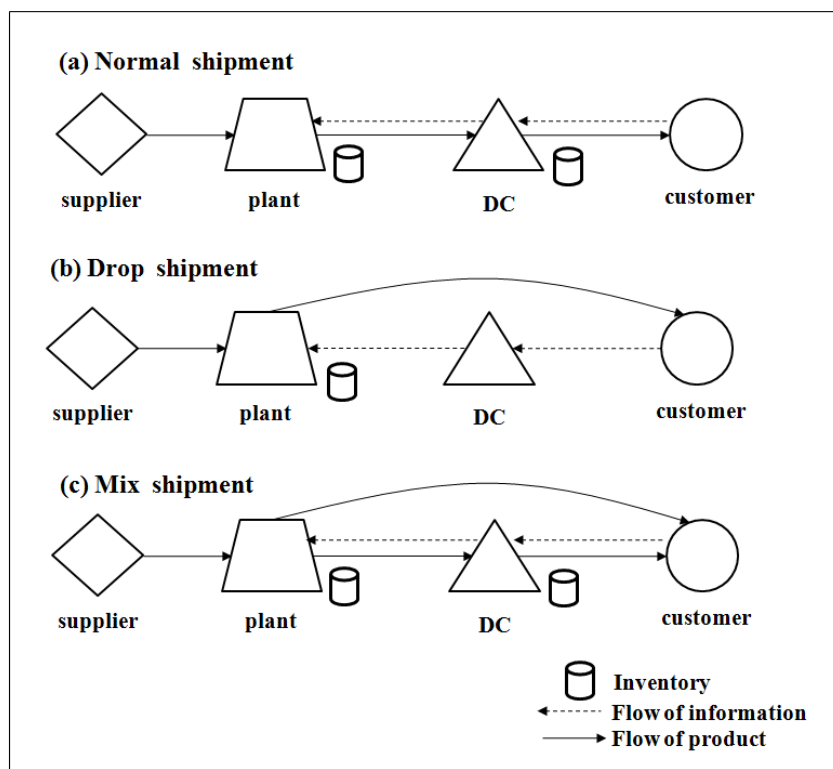 (a) Normal shipment
supplier
plant
DC
customer
(b) Drop shipment
supplier
plant
DC
customer
(c) Mix shipment
supplier
plant
DC
customer
Inventory
Flow of information
Flow of product